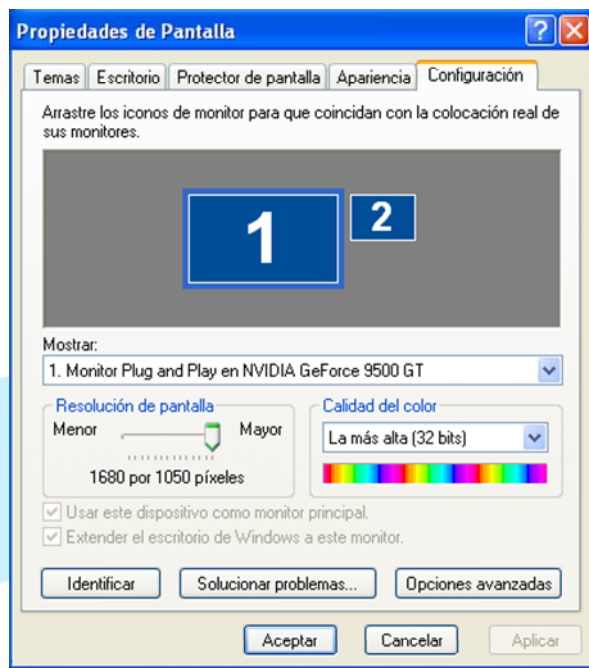 Propiedades de Pantalla
Temas Escritorio Protector de pantalla Apariencia Configuración
Arrastre los iconos de monitor para que coincidan con la colocación real de
sus monitores.
1 2
Mostrar:
1. Monitor Plug and Play en NVIDIA GeForce 9500 GT
Resolución de pantalla
Menor Mayor
1680 por 1050 píxeles
Calidad del color
La más alta (32 bits)
Usar este dispositivo como monitor principal.
Extender el escritorio de Windows a este monitor.
Identificar Solucionar problemas... Opciones avanzadas
Aceptar Cancelar Aplicar